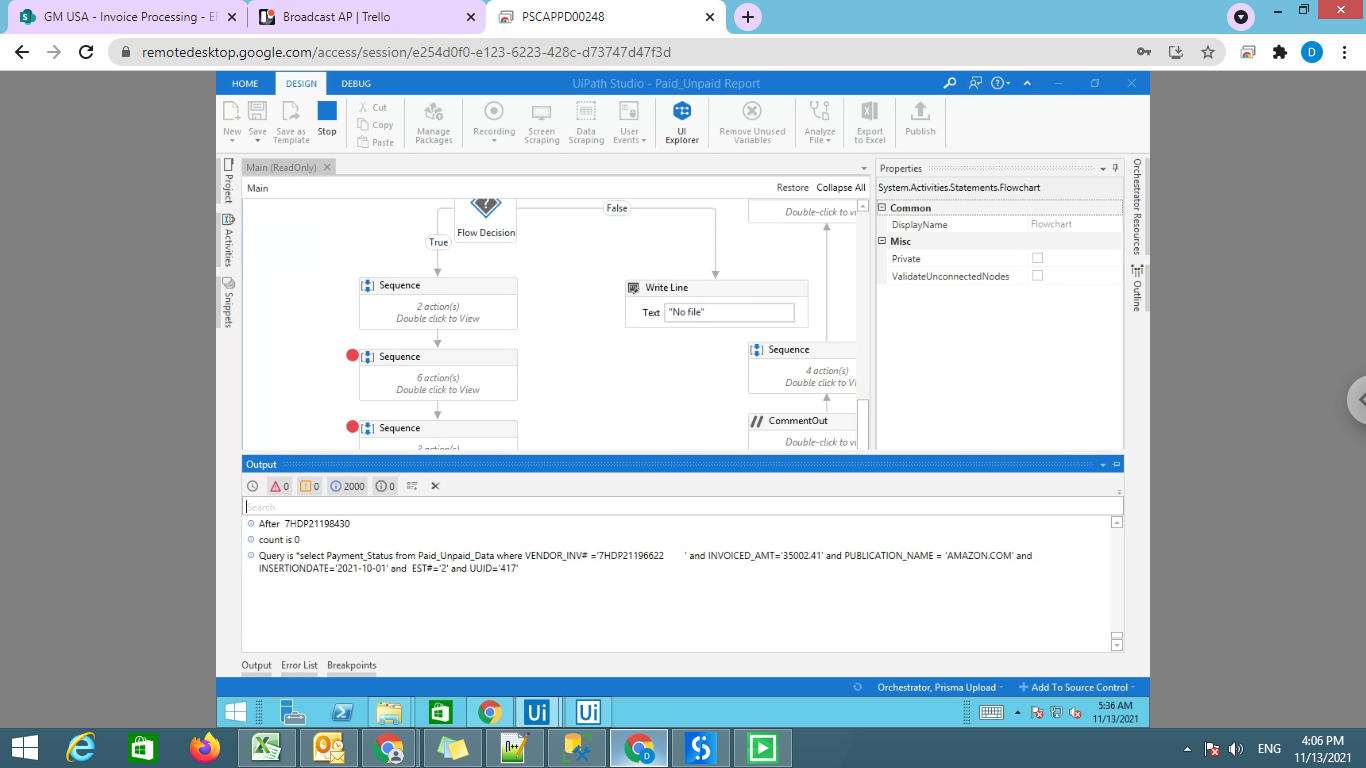 GM USA - Invoice Processing - EF
Broadcast AP | Trello
PSCAPPD00248
remotedesktop.google.com/access/session/e254d0f0-e123-6223-428c-d73747d47f3d
D
HOME
DESIGN
DEBUG
UiPath Studio - Paid_Unpaid Report
New
Save
Save as Template
Stop
Cut
Copy
Paste
Manage Packages
Recording
Screen Scraping
Data Scraping
User Events
UI Explorer
Remove Unused Variables
Analyze File
Export to Excel
Publish
Project
Activities
Snippets
Main (ReadOnly)
Main
Restore
Collapse All
Flow Decision
True
False
Sequence
2 action(s)
Double click to View
Sequence
6 action(s)
Double click to View
Sequence
Write Line
Text "No file"
Double-click to vi
Sequence
4 action(s)
Double click to Vi
CommentOut
Double-click to vi
Properties
System.Activities.Statements.Flowchart
Common
DisplayName Flowchart
Misc
Private
ValidateUnconnectedNodes
Orchestrator Resources
Outline
Output
0
0
2000
0
Search
After 7HDP21198430
count is 0
Query is *select Payment_Status from Paid_Unpaid_Data where VENDOR_INV# ='7HDP21196622 ' and INVOICED_AMT='35002.41' and PUBLICATION_NAME = 'AMAZON.COM' and
INSERTIONDATE='2021-10-01' and EST#='2' and UUID='417'
Output
Error List
Breakpoints
Orchestrator, Prisma Upload
Add To Source Control
Ui
Ui
5:36 AM
11/13/2021
ENG
4:06 PM
11/13/2021